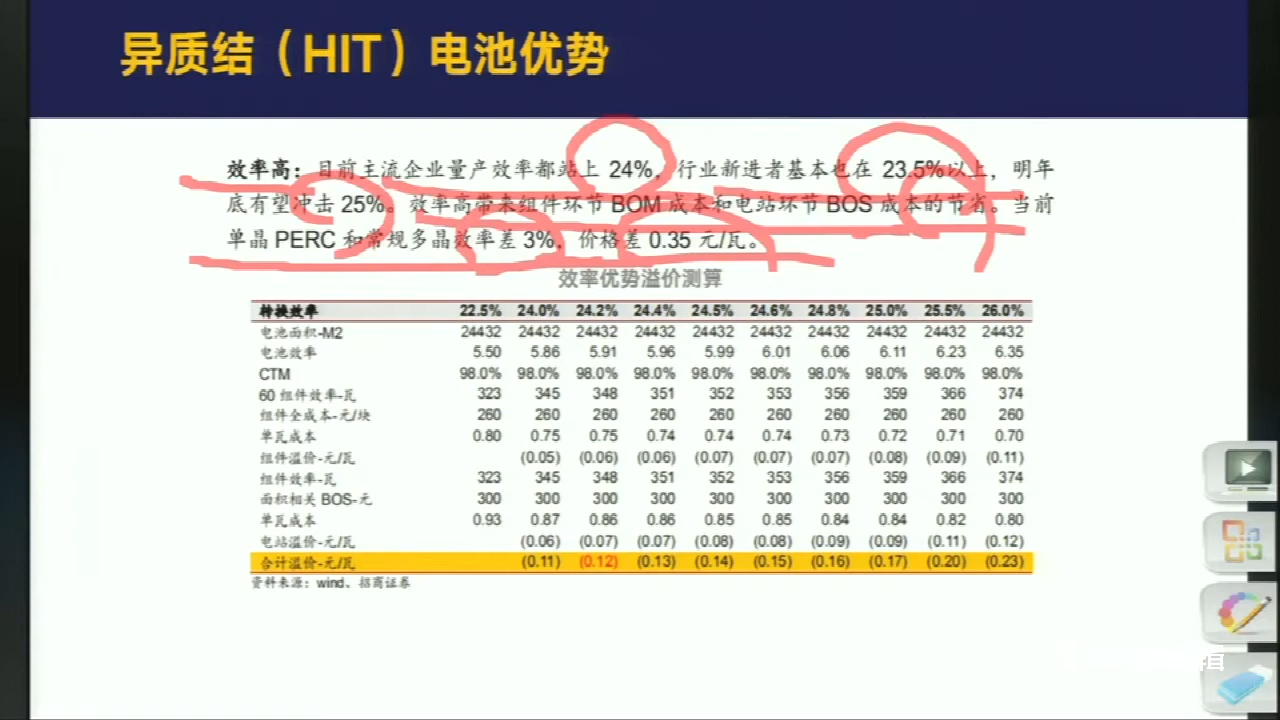 异质结（HIT）电池优势
效率高：目前主流企业量产效率都站上 24%，行业新进者基本也在 23.5%以上，明年
底有望冲击 25%。效率高带来组件环节 BOM 成本和电站环节 BOS 成本的节省。当前
单晶 PERC 和常规多晶效率差 3%，价格差 0.35 元/瓦。
效率优势溢价测算
转换效率 22.5% 24.0% 24.2% 24.4% 24.5% 24.6% 24.8% 25.0% 25.5% 26.0%
电池面积-M2 24432 24432 24432 24432 24432 24432 24432 24432 24432 24432
电池效率 5.50 5.86 5.91 5.96 5.99 6.01 6.06 6.11 6.23 6.35
CTM 98.0% 98.0% 98.0% 98.0% 98.0% 98.0% 98.0% 98.0% 98.0% 98.0%
60 组件效率-瓦 323 345 348 351 352 353 356 359 366 374
组件全成本-元/块 260 260 260 260 260 260 260 260 260 260
单瓦成本 0.80 0.75 0.75 0.74 0.74 0.74 0.73 0.72 0.71 0.70
组件溢价-元/瓦 (0.05) (0.06) (0.06) (0.07) (0.07) (0.07) (0.08) (0.09) (0.11)
组件效率-瓦 323 345 348 351 352 353 356 359 366 374
面积相关 BOS-元 300 300 300 300 300 300 300 300 300 300
单瓦成本 0.93 0.87 0.86 0.86 0.85 0.85 0.84 0.84 0.82 0.80
电站溢价-元/瓦 (0.06) (0.07) (0.07) (0.08) (0.08) (0.09) (0.09) (0.11) (0.12)
合计溢价-元/瓦 (0.11) (0.12) (0.13) (0.14) (0.15) (0.16) (0.17) (0.20) (0.23)
资料来源：wind、招商证券